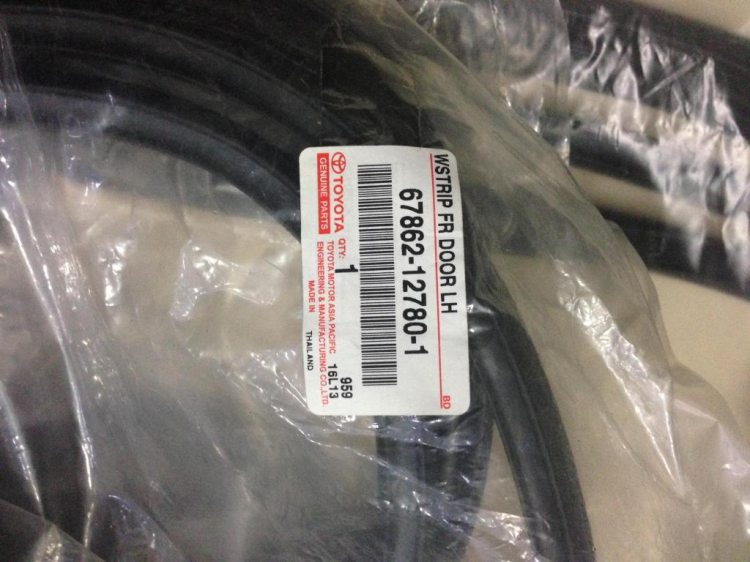 WSTRIP FR DOOR LH
67862-12780-1
BD
TOYOTA
GENUINE PARTS
QTY:
1
959
16L13
TOYOTA MOTOR ASIA PACIFIC
ENGINEERING & MANUFACTURING CO.,LTD.
MADE IN
THAILAND